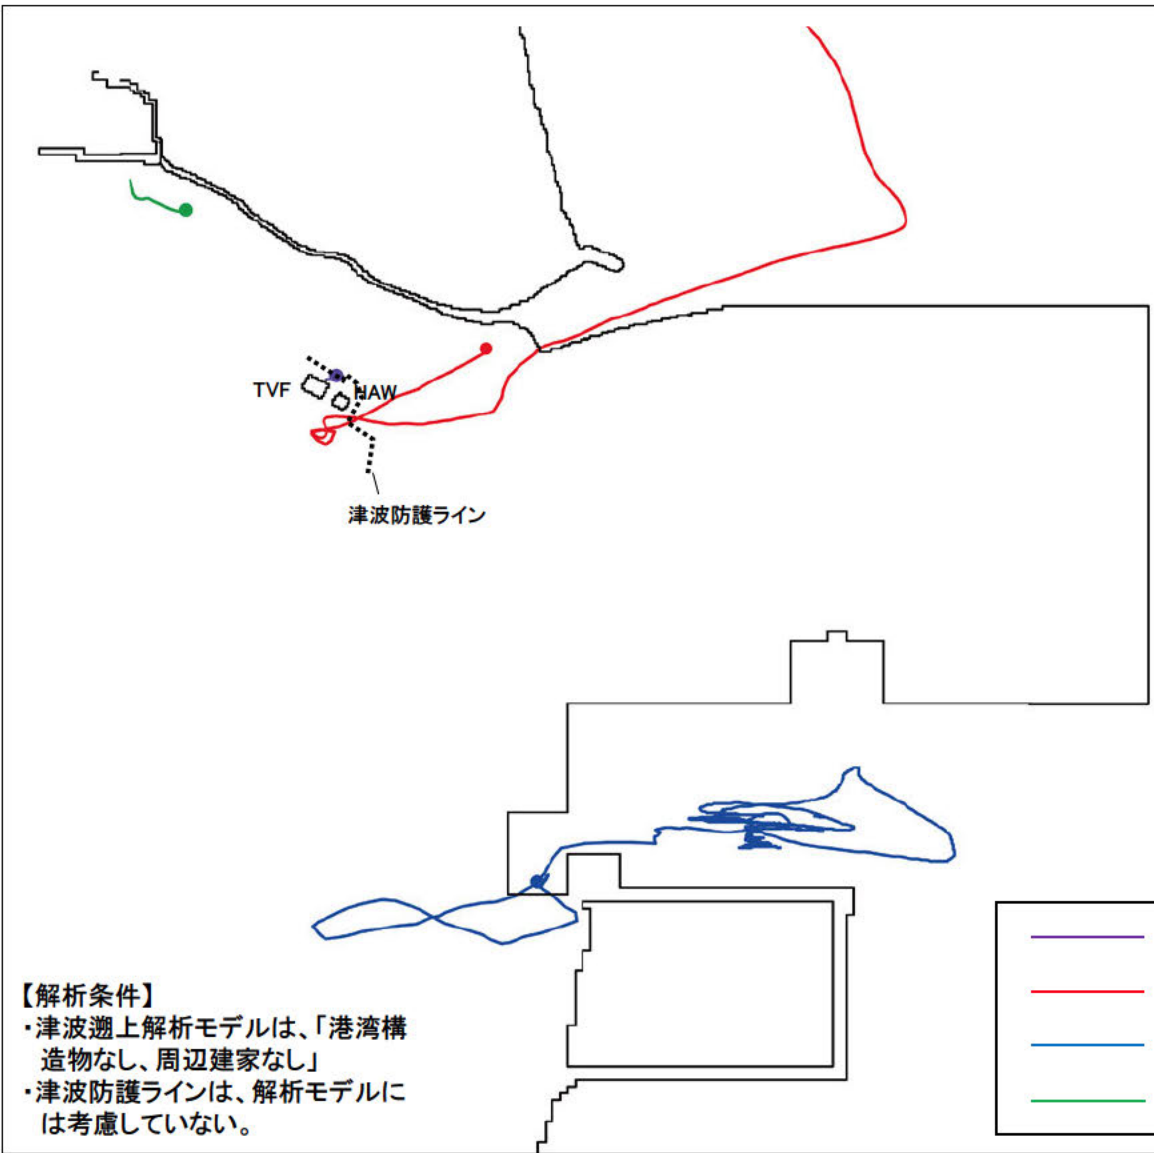 TVF
HAW
津波防護ライン
【解析条件】
・津波遡上解析モデルは、「港湾構
造物なし、周辺建家なし」
・津波防護ラインは、解析モデルに
は考慮していない。